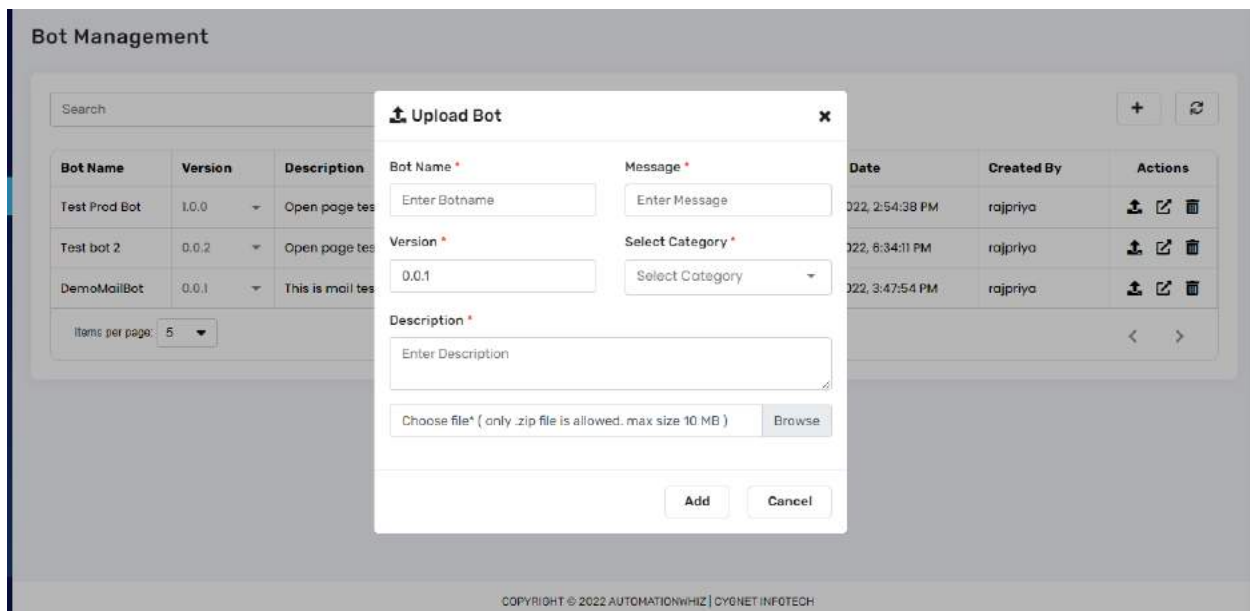 Bot Management
Search
Upload Bot
Bot Name * Message *
Enter Botname Enter Message
Version * Select Category *
0.0.1 Select Category
Description *
Enter Description
Choose file* ( only .zip file is allowed. max size 10 MB ) Browse
Add Cancel
Bot Name Version Description Date Created By Actions
Test Prod Bot 1.0.0 Open page tes 022, 2:54:38 PM rajpriya
Test bot 2 0.0.2 Open page tes 022, 6:34:11 PM rajpriya
DemoMailBot 0.0.1 This is mail tes 022, 3:47:54 PM rajpriya
Items per page: 5
COPYRIGHT © 2022 AUTOMATIONWHIZ | CYGNET INFOTECH